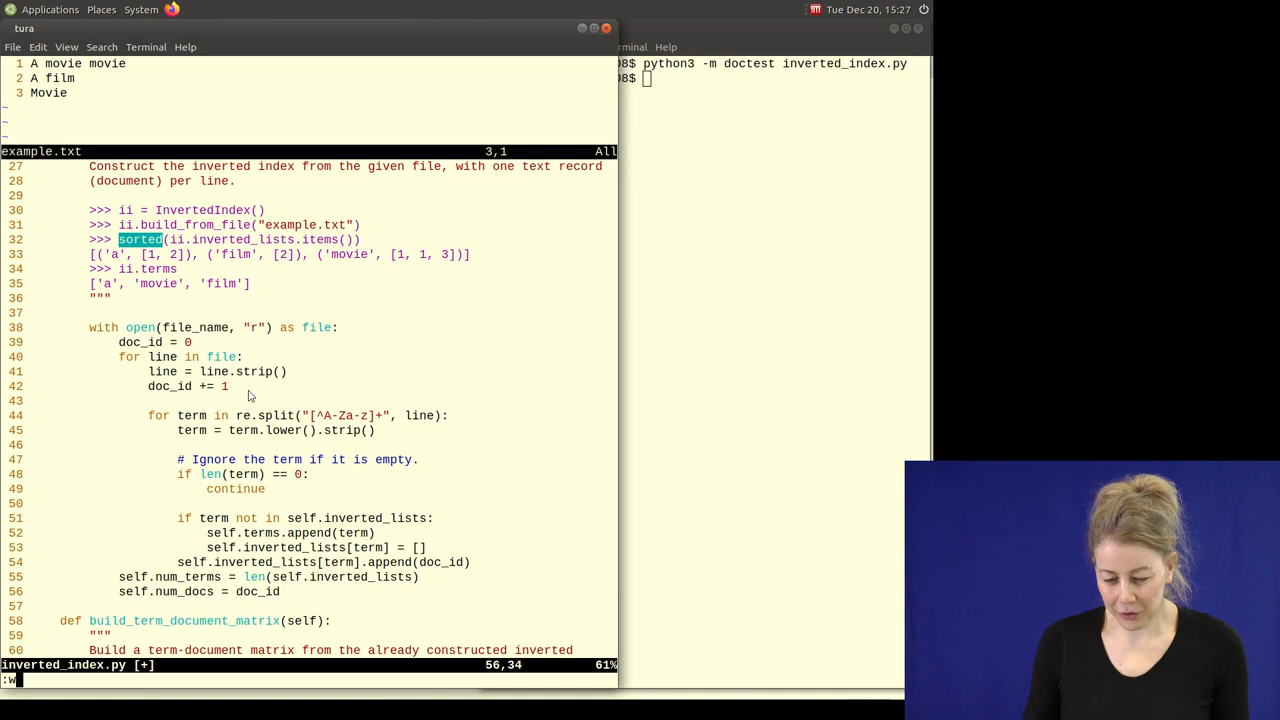 Applications Places System
Tue Dec 20, 15:27
tura
File Edit View Search Terminal Help
rminal Help
1 A movie movie
2 A film
3 Movie
~
~
~
example.txt 3,1 All
27 Construct the inverted index from the given file, with one text record
28 (document) per line.
29
30 >>> ii = InvertedIndex()
31 >>> ii.build_from_file("example.txt")
32 >>> sorted(ii.inverted_lists.items())
33 [('a', [1, 2]), ('film', [2]), ('movie', [1, 1, 3])]
34 >>> ii.terms
35 ['a', 'movie', 'film']
36 """
37
38 with open(file_name, "r") as file:
39 doc_id = 0
40 for line in file:
41 line = line.strip()
42 doc_id += 1
43
44 for term in re.split("[^A-Za-z]+", line):
45 term = term.lower().strip()
46
47 # Ignore the term if it is empty.
48 if len(term) == 0:
49 continue
50
51 if term not in self.inverted_lists:
52 self.terms.append(term)
53 self.inverted_lists[term] = []
54 self.inverted_lists[term].append(doc_id)
55 self.num_terms = len(self.inverted_lists)
56 self.num_docs = doc_id
57
58 def build_term_document_matrix(self):
59 """
60 Build a term-document matrix from the already constructed inverted
inverted_index.py [+] 56,34 61%
:w
08$ python3 -m doctest inverted_index.py
08$